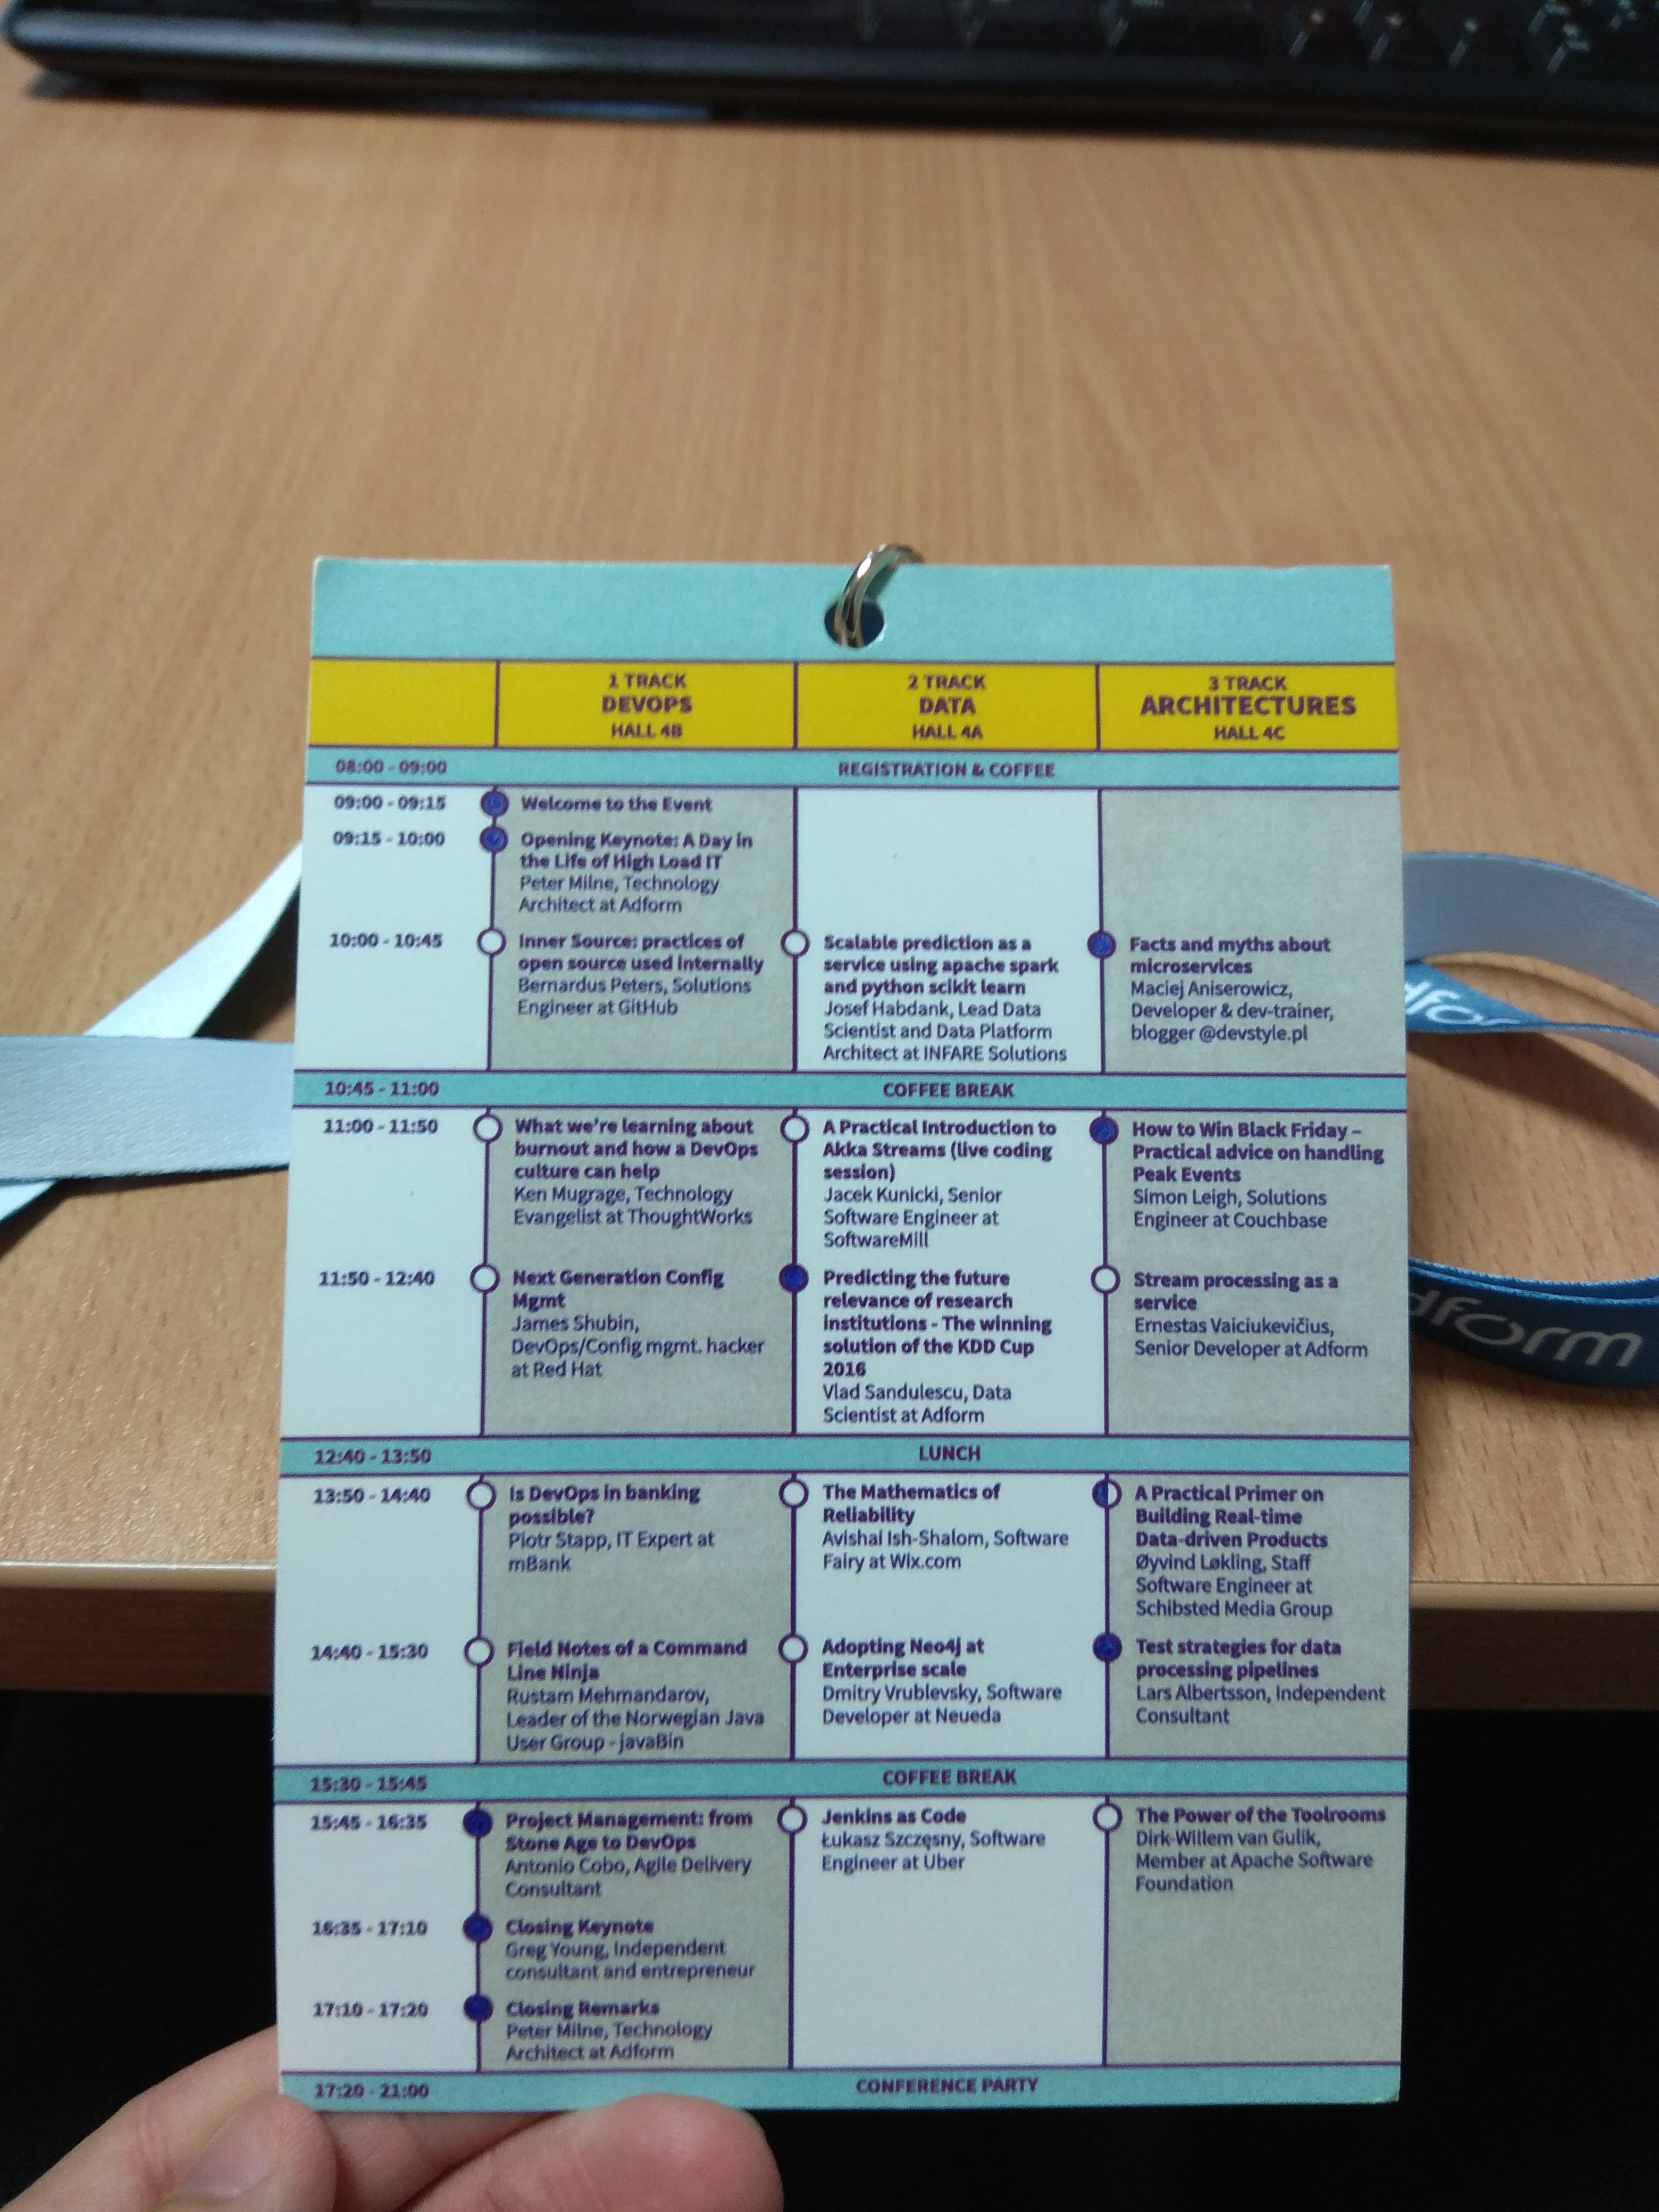 1 TRACK
DEVOPS
HALL 4B
2 TRACK
DATA
HALL 4A
3 TRACK
ARCHITECTURES
HALL 4C
08:00 - 09:00
REGISTRATION & COFFEE
09:00 - 09:15
Welcome to the Event
09:15 - 10:00
Opening Keynote: A Day in
the Life of High Load IT
Peter Milne, Technology
Architect at Adform
10:00 - 10:45
Inner Source: practices of
open source used internally
Bernardus Peters, Solutions
Engineer at GitHub
Scalable prediction as a
service using apache spark
and python scikit learn
Josef Habdank, Lead Data
Scientist and Data Platform
Architect at INFARE Solutions
Facts and myths about
microservices
Maciej Aniserowicz,
Developer & dev-trainer,
blogger @devstyle.pl
10:45 - 11:00
COFFEE BREAK
11:00 - 11:50
What we're learning about
burnout and how a DevOps
culture can help
Ken Mugrage, Technology
Evangelist at ThoughtWorks
A Practical Introduction to
Akka Streams (live coding
session)
Jacek Kunicki, Senior
Software Engineer at
SoftwareMill
How to Win Black Friday –
Practical advice on handling
Peak Events
Simon Leigh, Solutions
Engineer at Couchbase
11:50 - 12:40
Next Generation Config
Mgmt
James Shubin,
DevOps/Config mgmt. hacker
at Red Hat
Predicting the future
relevance of research
institutions - The winning
solution of the KDD Cup
2016
Vlad Sandulescu, Data
Scientist at Adform
Stream processing as a
service
Ernestas Vaiciukevičius,
Senior Developer at Adform
12:40 - 13:50
LUNCH
13:50 - 14:40
Is DevOps in banking
possible?
Piotr Stapp, IT Expert at
mBank
The Mathematics of
Reliability
Avishai Ish-Shalom, Software
Fairy at Wix.com
A Practical Primer on
Building Real-time
Data-driven Products
Øyvind Løkling, Staff
Software Engineer at
Schibsted Media Group
14:40 - 15:30
Field Notes of a Command
Line Ninja
Rustam Mehmandarov,
Leader of the Norwegian Java
User Group - javaBin
Adopting Neo4j at
Enterprise scale
Dmitry Vrublevsky, Software
Developer at Neueda
Test strategies for data
processing pipelines
Lars Albertsson, Independent
Consultant
15:30 - 15:45
COFFEE BREAK
15:45 - 16:35
Project Management: from
Stone Age to DevOps
Antonio Cobo, Agile Delivery
Consultant
Jenkins as Code
Łukasz Szczęsny, Software
Engineer at Uber
The Power of the Toolrooms
Dirk-Willem van Gulik,
Member at Apache Software
Foundation
16:35 - 17:10
Closing Keynote
Greg Young, Independent
consultant and entrepreneur
17:10 - 17:20
Closing Remarks
Peter Milne, Technology
Architect at Adform
17:20 - 21:00
CONFERENCE PARTY
dfor
dform